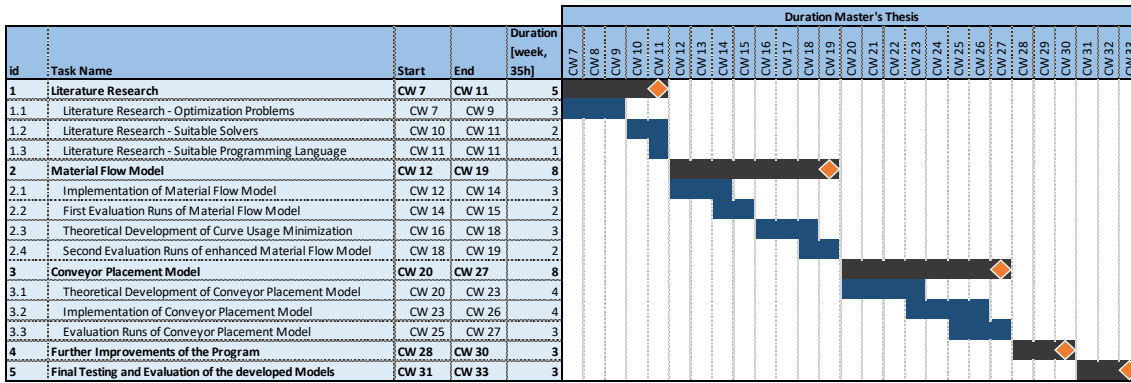 Duration Master's Thesis
id Task Name Start End Duration [week, 35h] CW 7 CW 8 CW 9 CW 10 CW 11 CW 12 CW 13 CW 14 CW 15 CW 16 CW 17 CW 18 CW 19 CW 20 CW 21 CW 22 CW 23 CW 24 CW 25 CW 26 CW 27 CW 28 CW 29 CW 30 CW 31 CW 32 CW 33
1 Literature Research CW 7 CW 11 5
1.1 Literature Research - Optimization Problems CW 7 CW 9 3
1.2 Literature Research - Suitable Solvers CW 10 CW 11 2
1.3 Literature Research - Suitable Programming Language CW 11 CW 11 1
2 Material Flow Model CW 12 CW 19 8
2.1 Implementation of Material Flow Model CW 12 CW 14 3
2.2 First Evaluation Runs of Material Flow Model CW 14 CW 15 2
2.3 Theoretical Development of Curve Usage Minimization CW 16 CW 18 3
2.4 Second Evaluation Runs of enhanced Material Flow Model CW 18 CW 19 2
3 Conveyor Placement Model CW 20 CW 27 8
3.1 Theoretical Development of Conveyor Placement Model CW 20 CW 23 4
3.2 Implementation of Conveyor Placement Model CW 23 CW 26 4
3.3 Evaluation Runs of Conveyor Placement Model CW 25 CW 27 3
4 Further Improvements of the Program CW 28 CW 30 3
5 Final Testing and Evaluation of the developed Models CW 31 CW 33 3